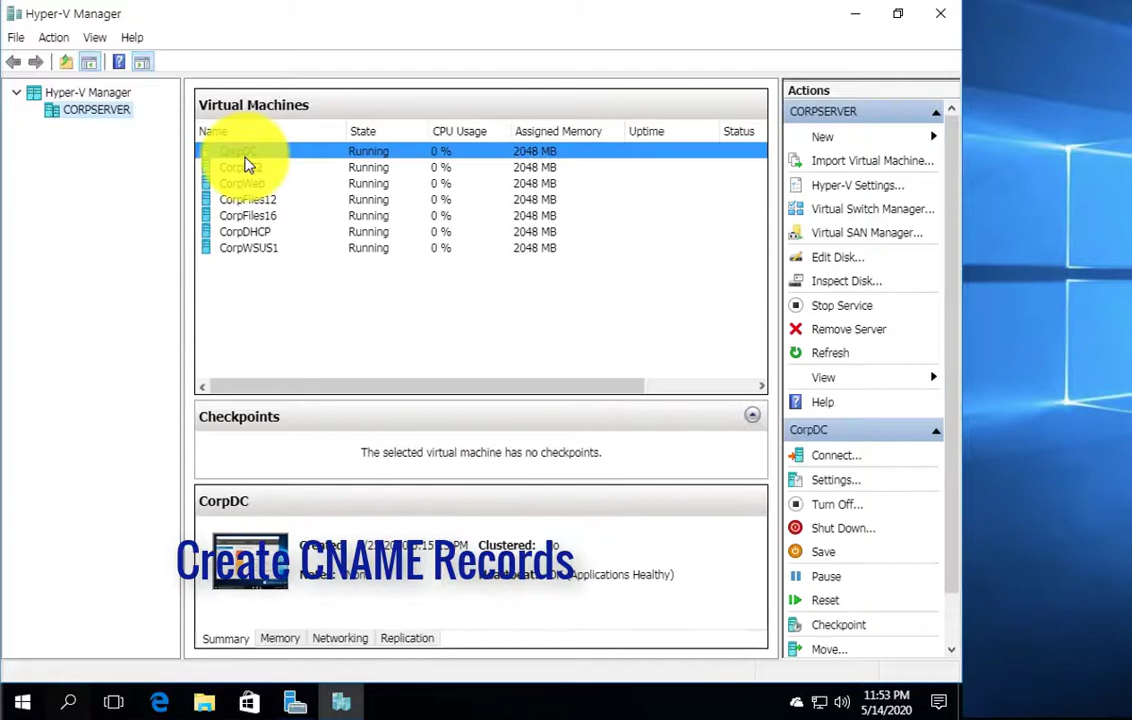 Hyper-V Manager
File Action View Help
Hyper-V Manager
CORPSERVER
Virtual Machines
Name State CPU Usage Assigned Memory Uptime Status
CorpDC Running 0 % 2048 MB
Running 0 % 2048 MB
CorpWeb Running 0 % 2048 MB
CorpFiles12 Running 0 % 2048 MB
CorpFiles16 Running 0 % 2048 MB
CorpDHCP Running 0 % 2048 MB
CorpWSUS1 Running 0 % 2048 MB
Checkpoints
The selected virtual machine has no checkpoints.
CorpDC
Clustered:
Create CNAME Records
(Applications Healthy)
Summary Memory Networking Replication
Actions
CORPSERVER
New
Import Virtual Machine...
Hyper-V Settings...
Virtual Switch Manager...
Virtual SAN Manager...
Edit Disk...
Inspect Disk...
Stop Service
Remove Server
Refresh
View
Help
CorpDC
Connect...
Settings...
Turn Off...
Shut Down...
Save
Pause
Reset
Checkpoint
Move...
11:53 PM
5/14/2020